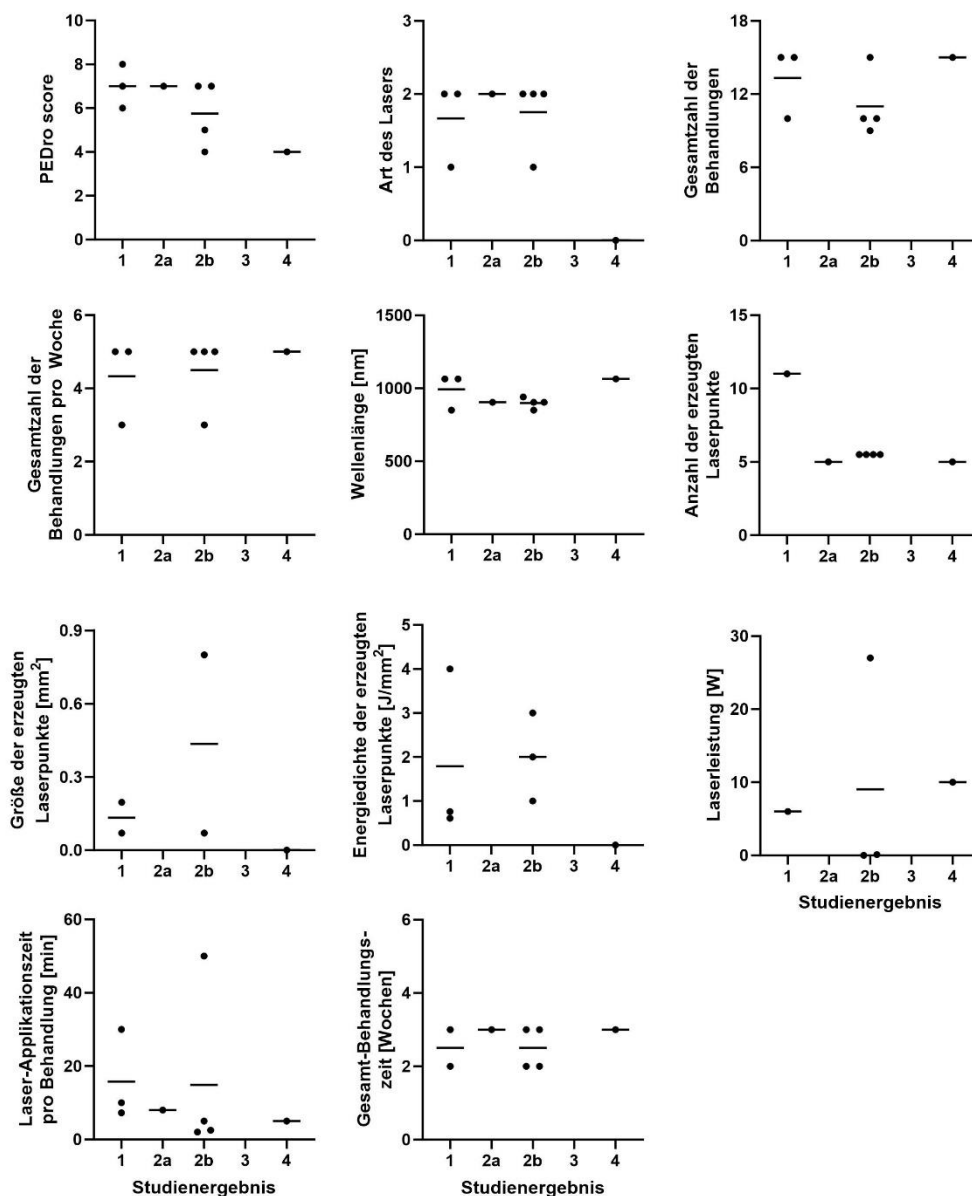 PEDro score
10
8
6
4
2
0
1 2a 2b 3 4
Art des Lasers
3
2
1
0
1 2a 2b 3 4
Gesamtzahl der
Behandlungen
18
12
6
0
1 2a 2b 3 4
Gesamtzahl der
Behandlungen pro Woche
6
4
2
0
1 2a 2b 3 4
Wellenlänge [nm]
1500
1000
500
0
1 2a 2b 3 4
Anzahl der erzeugten
Laserpunkte
15
10
5
0
1 2a 2b 3 4
Größe der erzeugten
Laserpunkte [mm²]
0.9
0.6
0.3
0.0
1 2a 2b 3 4
Energiedichte der erzeugten
Laserpunkte [J/mm²]
5
4
3
2
1
0
1 2a 2b 3 4
Laserleistung [W]
30
20
10
0
1 2a 2b 3 4
Studienergebnis
Laser-Applikationszeit
pro Behandlung [min]
60
40
20
0
1 2a 2b 3 4
Studienergebnis
Gesamt-Behandlungs-
zeit [Wochen]
6
4
2
0
1 2a 2b 3 4
Studienergebnis